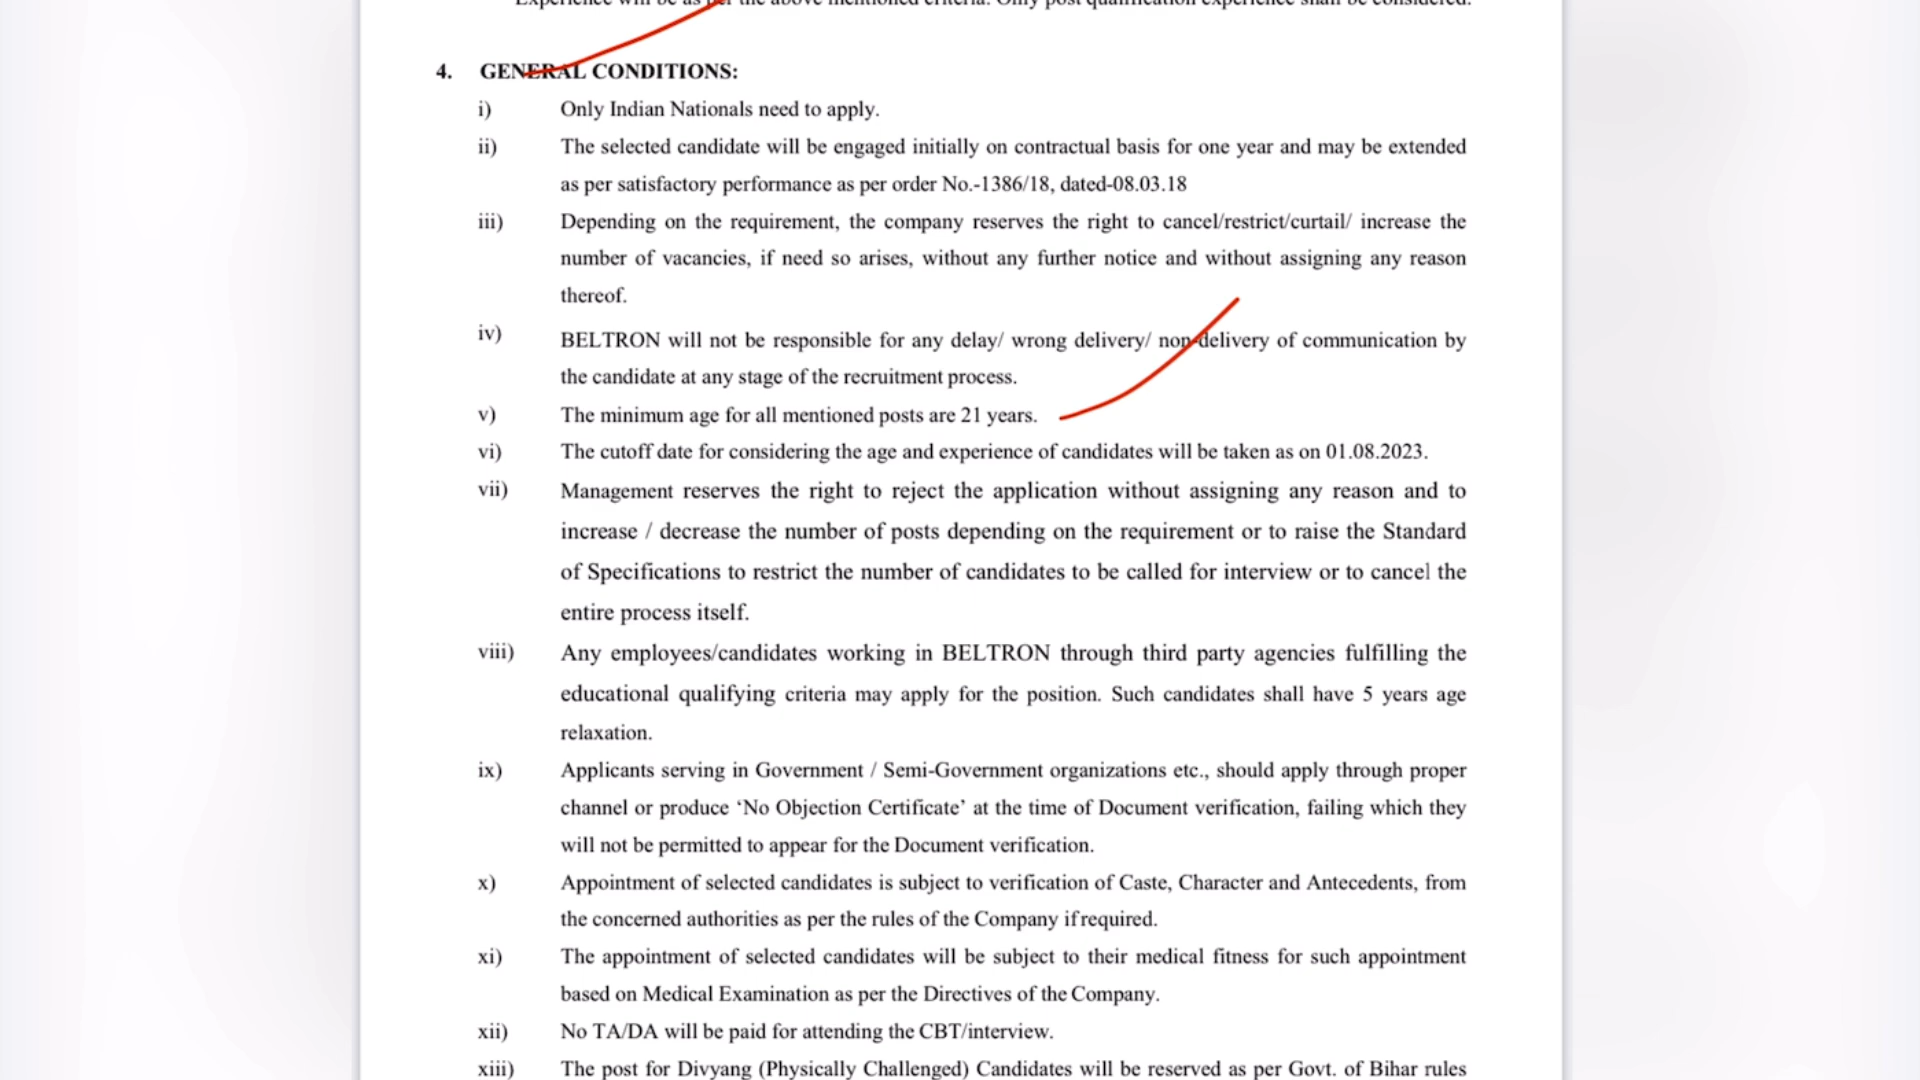 Experience will be as per the above mentioned criteria. Only post qualification experience shall be considered.
4. GENERAL CONDITIONS:
i) Only Indian Nationals need to apply.
ii) The selected candidate will be engaged initially on contractual basis for one year and may be extended
as per satisfactory performance as per order No.-1386/18, dated-08.03.18
iii) Depending on the requirement, the company reserves the right to cancel/restrict/curtail/ increase the
number of vacancies, if need so arises, without any further notice and without assigning any reason
thereof.
iv) BELTRON will not be responsible for any delay/ wrong delivery/ non-delivery of communication by
the candidate at any stage of the recruitment process.
v) The minimum age for all mentioned posts are 21 years.
vi) The cutoff date for considering the age and experience of candidates will be taken as on 01.08.2023.
vii) Management reserves the right to reject the application without assigning any reason and to
increase / decrease the number of posts depending on the requirement or to raise the Standard
of Specifications to restrict the number of candidates to be called for interview or to cancel the
entire process itself.
viii) Any employees/candidates working in BELTRON through third party agencies fulfilling the
educational qualifying criteria may apply for the position. Such candidates shall have 5 years age
relaxation.
ix) Applicants serving in Government / Semi-Government organizations etc., should apply through proper
channel or produce ‘No Objection Certificate’ at the time of Document verification, failing which they
will not be permitted to appear for the Document verification.
x) Appointment of selected candidates is subject to verification of Caste, Character and Antecedents, from
the concerned authorities as per the rules of the Company if required.
xi) The appointment of selected candidates will be subject to their medical fitness for such appointment
based on Medical Examination as per the Directives of the Company.
xii) No TA/DA will be paid for attending the CBT/interview.
xiii) The post for Divyang (Physically Challenged) Candidates will be reserved as per Govt. of Bihar rules